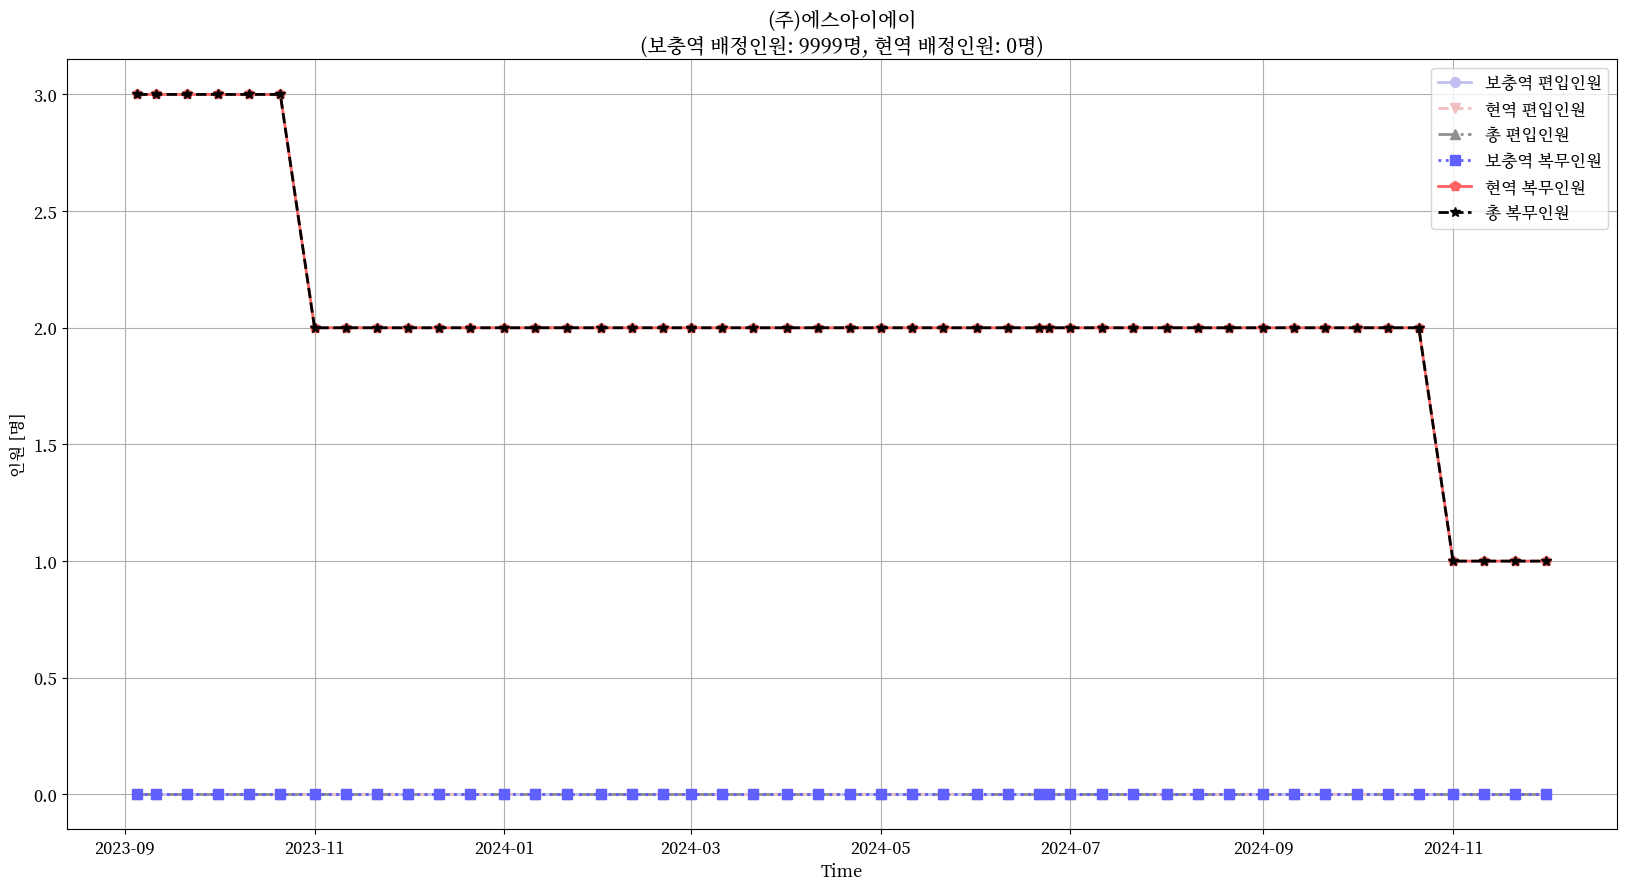 (주)에스아이에이
(보충역 배정인원: 9999명, 현역 배정인원: 0명)
보충역 편입인원
현역 편입인원
총 편입인원
보충역 복무인원
현역 복무인원
총 복무인원
인원 [명]
3.0
2.5
2.0
1.5
1.0
0.5
0.0
2023-09 2023-11 2024-01 2024-03 2024-05 2024-07 2024-09 2024-11
Time